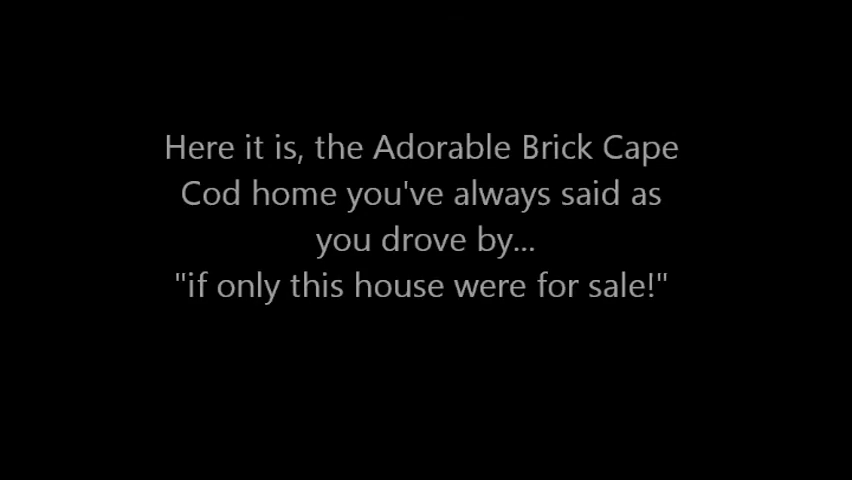 Here it is, the Adorable Brick Cape
Cod home you've always said as
you drove by...
"if only this house were for sale!"